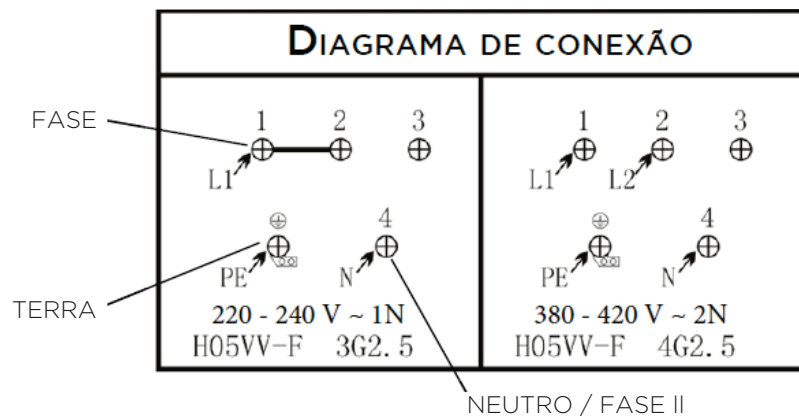 DIAGRAMA DE CONEXÃO
FASE
1 2 3
L1
PE
4
N
TERRA
220 - 240 V ~ 1N
H05VV-F 3G2.5
NEUTRO / FASE II
1 2 3
L1 L2
PE
4
N
380 - 420 V ~ 2N
H05VV-F 4G2.5